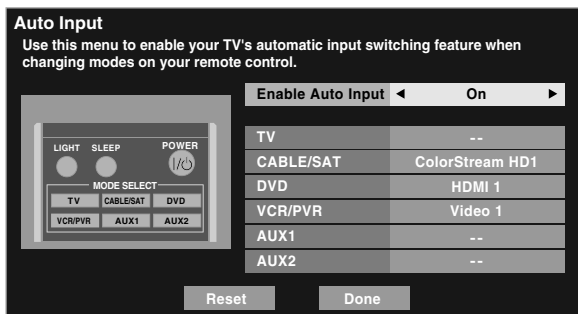 Auto Input
Use this menu to enable your TV's automatic input switching feature when
changing modes on your remote control.
Enable Auto Input ◄ On ►
LIGHT SLEEP POWER
I/⏻
MODE SELECT
TV CABLE/SAT DVD
VCR/PVR AUX1 AUX2
TV --
CABLE/SAT ColorStream HD1
DVD HDMI 1
VCR/PVR Video 1
AUX1 --
AUX2 --
Reset Done